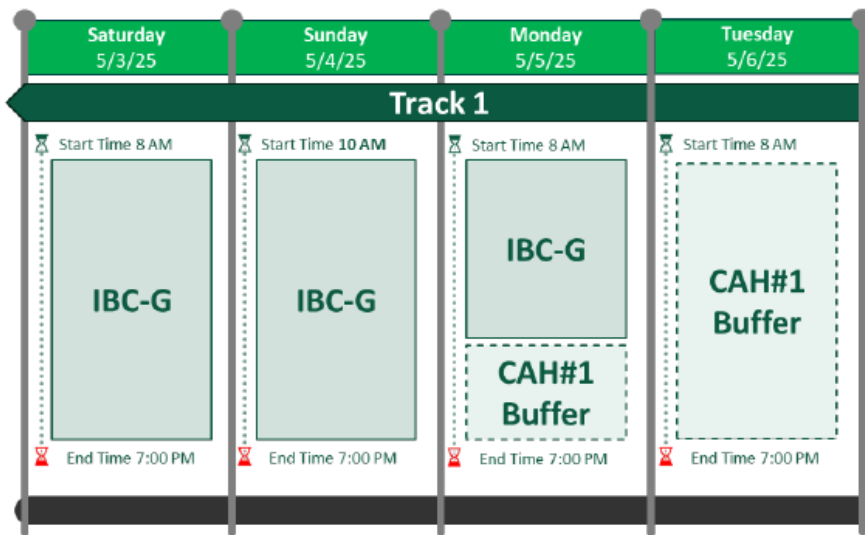 Saturday
5/3/25
Sunday
5/4/25
Monday
5/5/25
Tuesday
5/6/25
Track 1
Start Time 8 AM
Start Time 10 AM
Start Time 8 AM
Start Time 8 AM
IBC-G
IBC-G
IBC-G
CAH#1
Buffer
CAH#1
Buffer
End Time 7:00 PM
End Time 7:00 PM
End Time 7:00 PM
End Time 7:00 PM